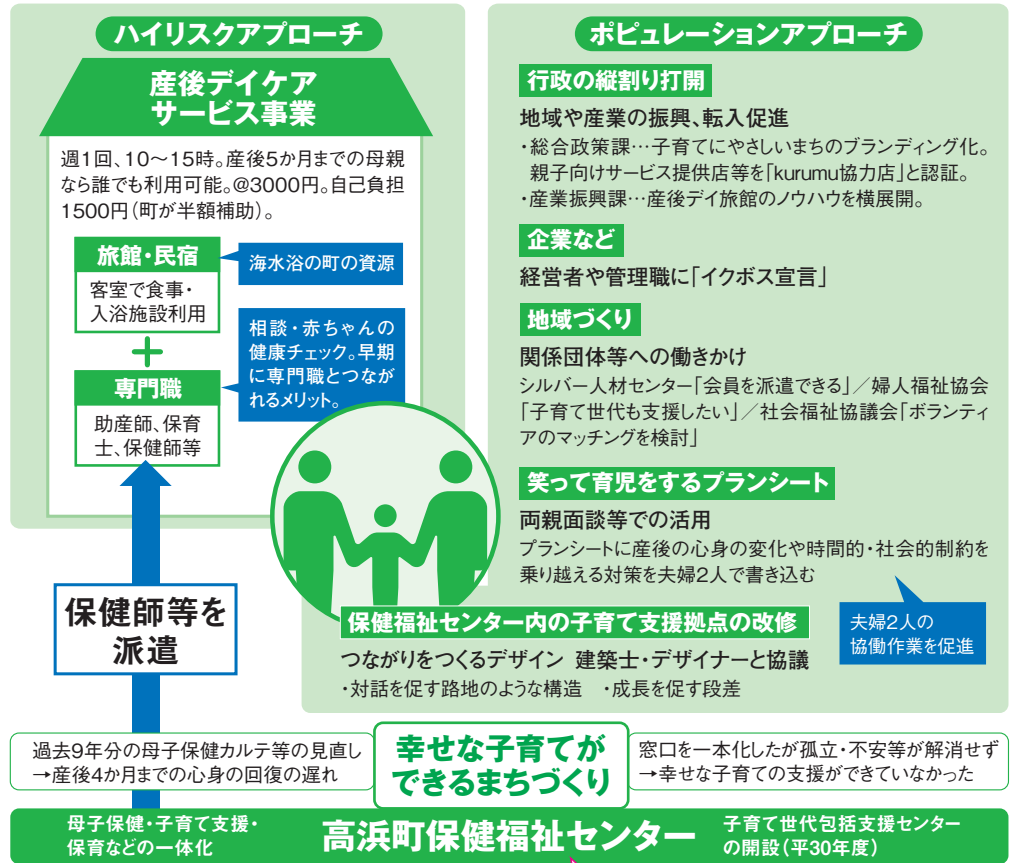 ハイリスクアプローチ
産後デイケア
サービス事業
週1回、10〜15時。産後5か月までの母親
なら誰でも利用可能。@3000円。自己負担
1500円(町が半額補助)。
旅館・民宿
客室で食事・
入浴施設利用
海水浴の町の資源
+
専門職
助産師、保育
士、保健師等
相談・赤ちゃんの
健康チェック。早期
に専門職とつなが
れるメリット。
保健師等を
派遣
ポピュレーションアプローチ
行政の縦割り打開
地域や産業の振興、転入促進
・総合政策課…子育てにやさしいまちのブランディング化。
親子向けサービス提供店等を「kurumu協力店」と認証。
・産業振興課…産後デイ旅館のノウハウを横展開。
企業など
経営者や管理職に「イクボス宣言」
地域づくり
関係団体等への働きかけ
シルバー人材センター「会員を派遣できる」/婦人福祉協会
「子育て世代も支援したい」/社会福祉協議会「ボランティ
アのマッチングを検討」
笑って育児をするプランシート
両親面談等での活用
プランシートに産後の心身の変化や時間的・社会的制約を
乗り越える対策を夫婦2人で書き込む
夫婦2人の
協働作業を促進
保健福祉センター内の子育て支援拠点の改修
つながりをつくるデザイン 建築士・デザイナーと協議
・対話を促す路地のような構造 ・成長を促す段差
過去9年分の母子保健カルテ等の見直し
→産後4か月までの心身の回復の遅れ
幸せな子育てが
できるまちづくり
窓口を一本化したが孤立・不安等が解消せず
→幸せな子育ての支援ができていなかった
母子保健・子育て支援・
保育などの一体化
高浜町保健福祉センター
子育て世代包括支援センター
の開設(平30年度)